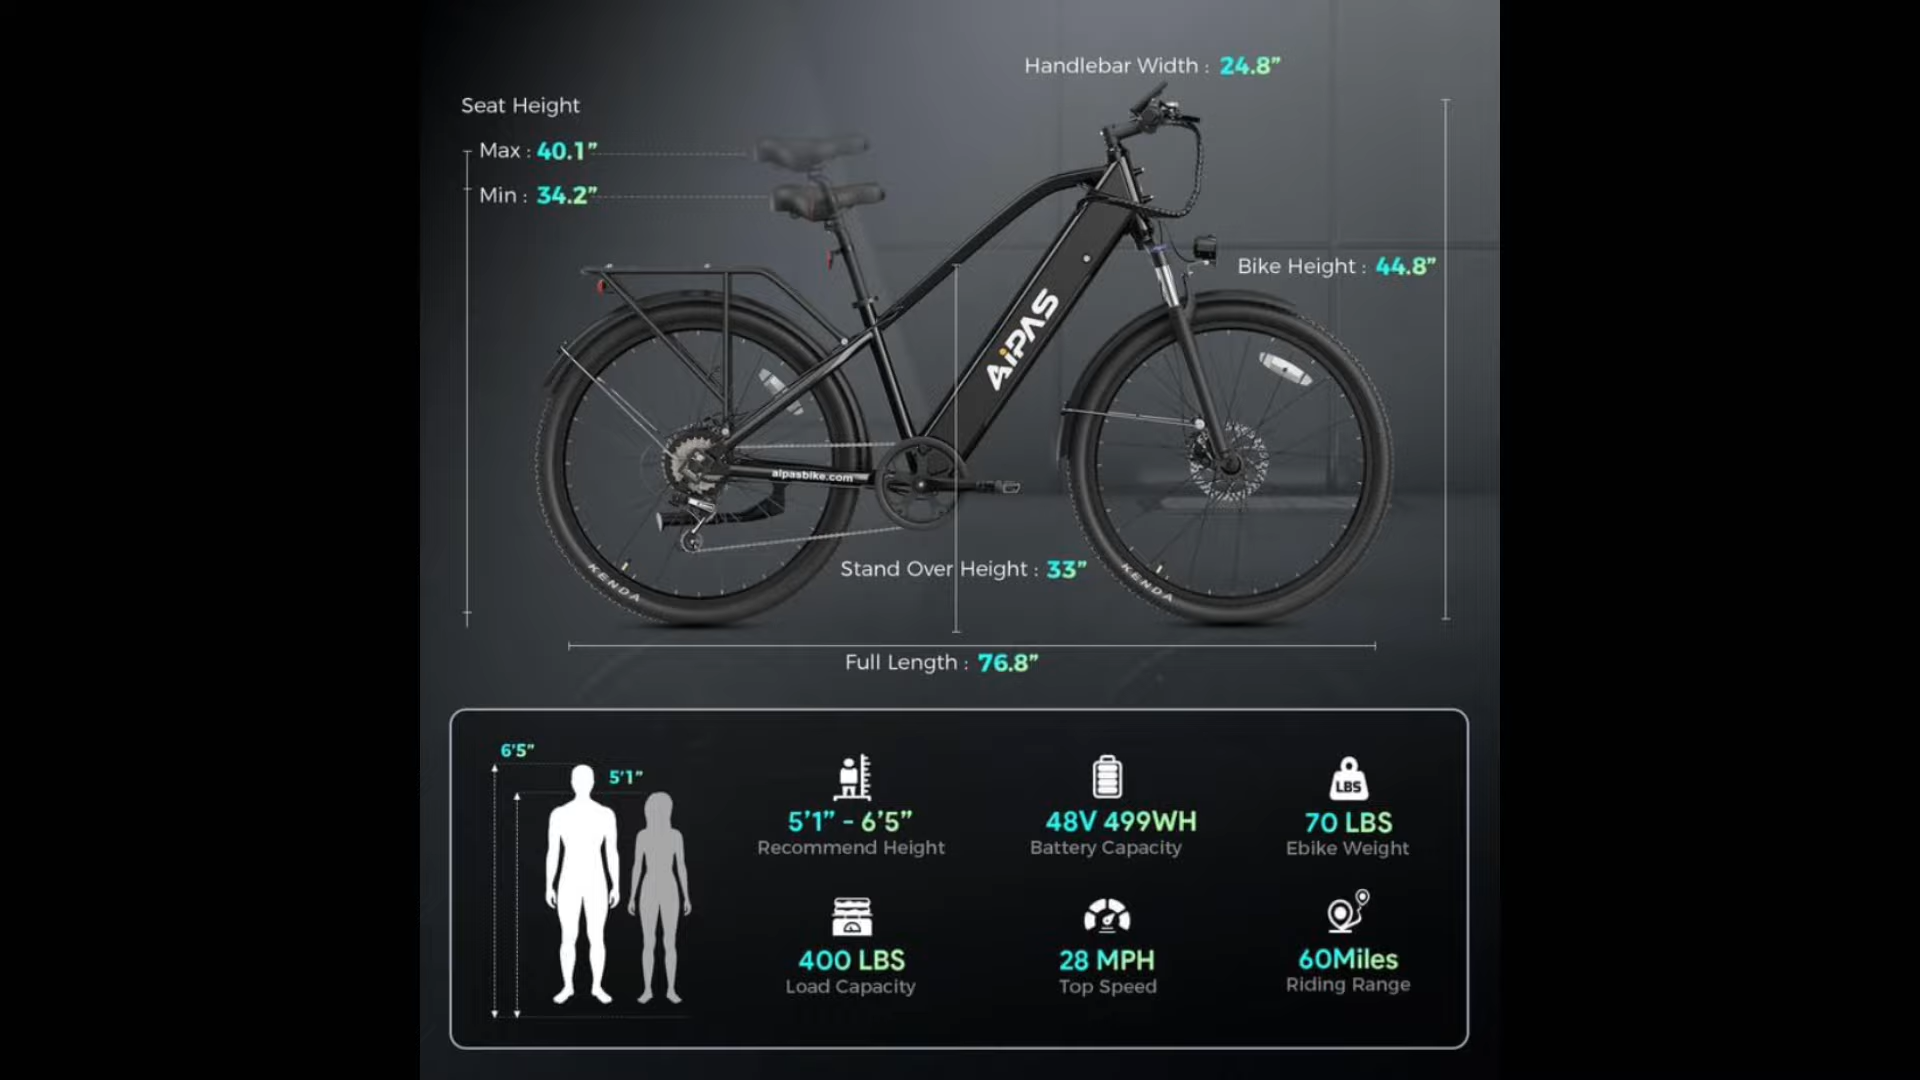 Handlebar Width : 24.8”
Seat Height
Max : 40.1”
Min : 34.2”
Bike Height : 44.8”
AiPAS
aipasbike.com
KENDA
KENDA
Stand Over Height : 33”
Full Length : 76.8”
6’5”
5’1”
LBS
5’1” - 6’5”
Recommend Height
48V 499WH
Battery Capacity
70 LBS
Ebike Weight
400 LBS
Load Capacity
28 MPH
Top Speed
60Miles
Riding Range